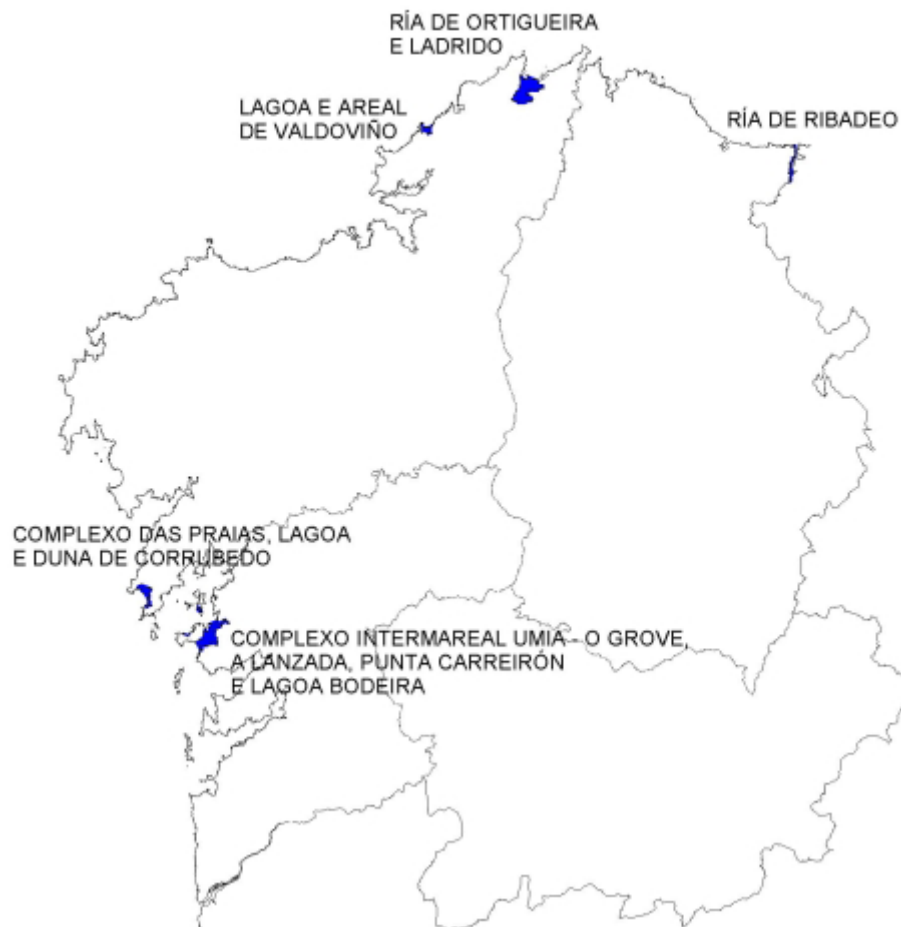 RÍA DE ORTIGUEIRA
E LADRIDO
LAGOA E AREAL
DE VALDOVIÑO
RÍA DE RIBADEO
COMPLEXO DAS PRAIAS, LAGOA
E DUNA DE CORRUBEDO
COMPLEXO INTERMAREAL UMIA - O GROVE,
A LANZADA, PUNTA CARREIRÓN
E LAGOA BODEIRA